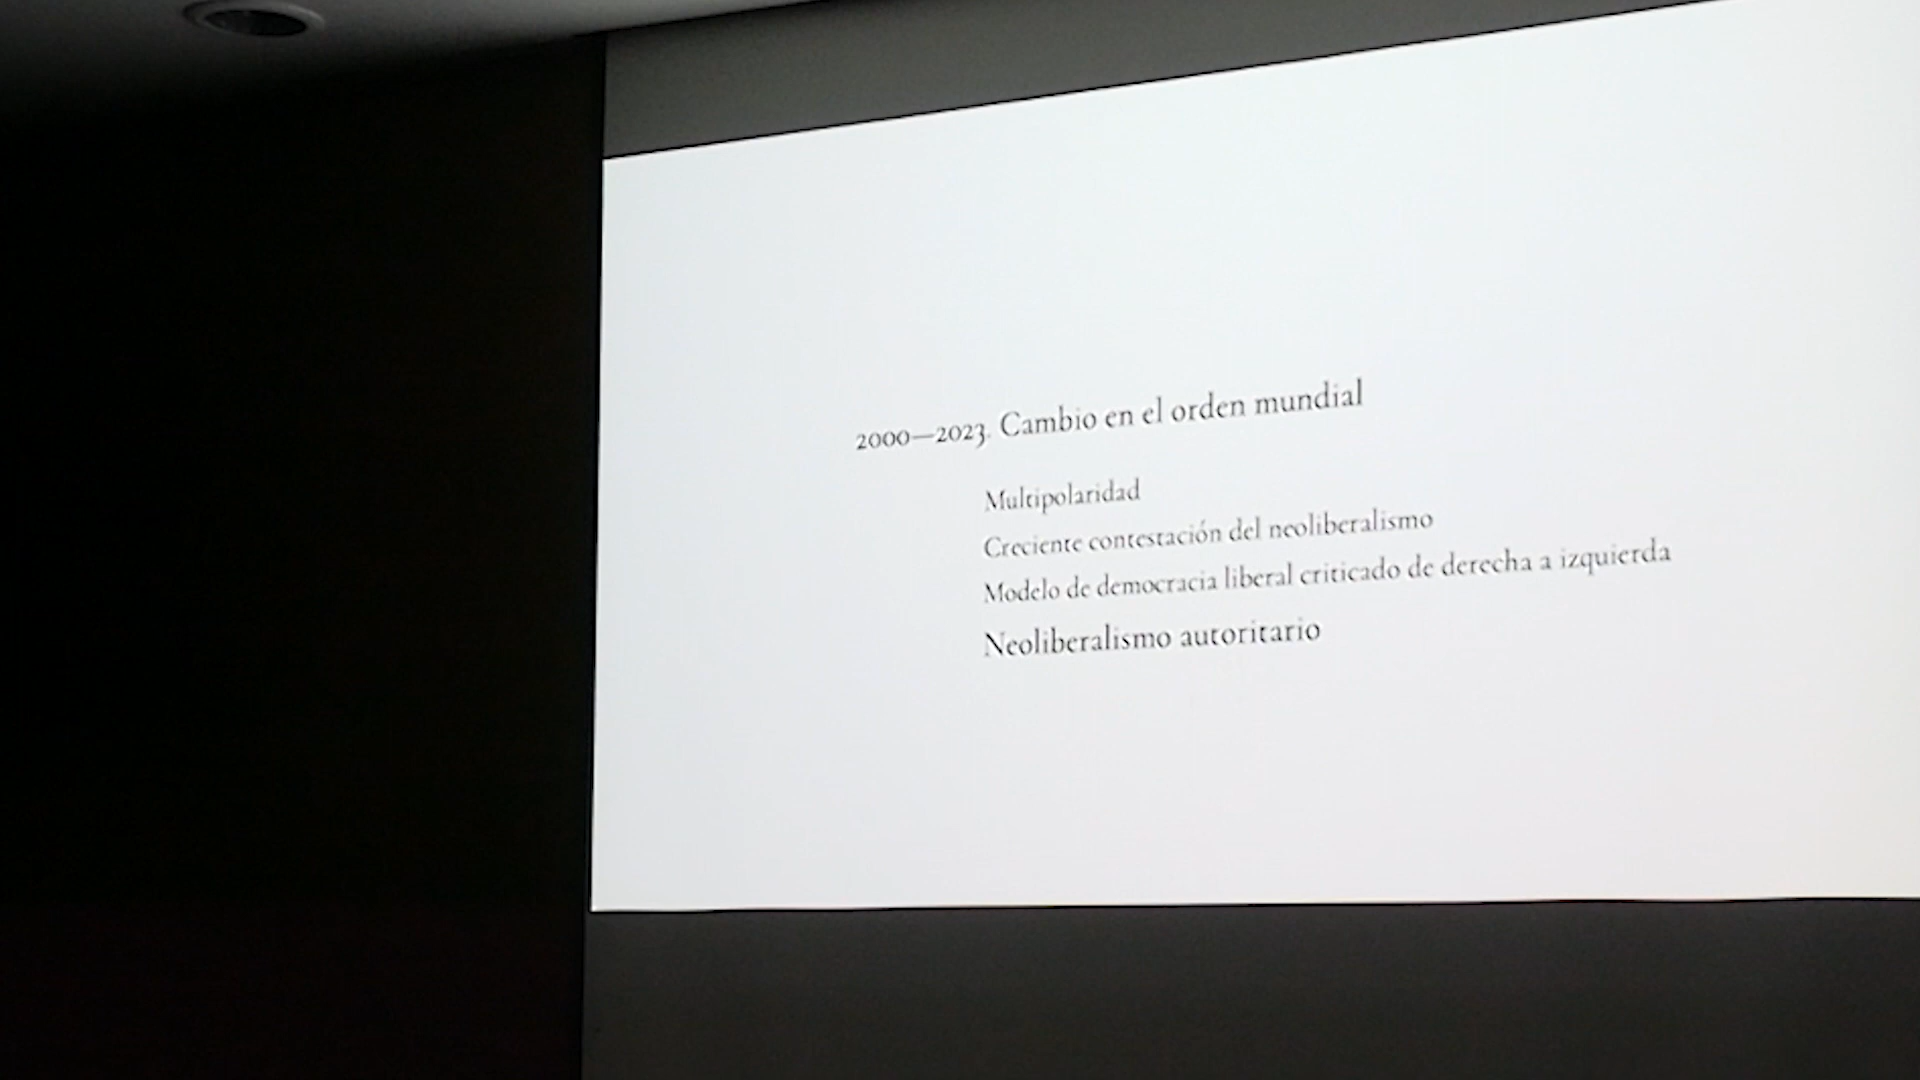 2000—2023. Cambio en el orden mundial
Multipolaridad
Creciente contestación del neoliberalismo
Modelo de democracia liberal criticado de derecha a izquierda
Neoliberalismo autoritario